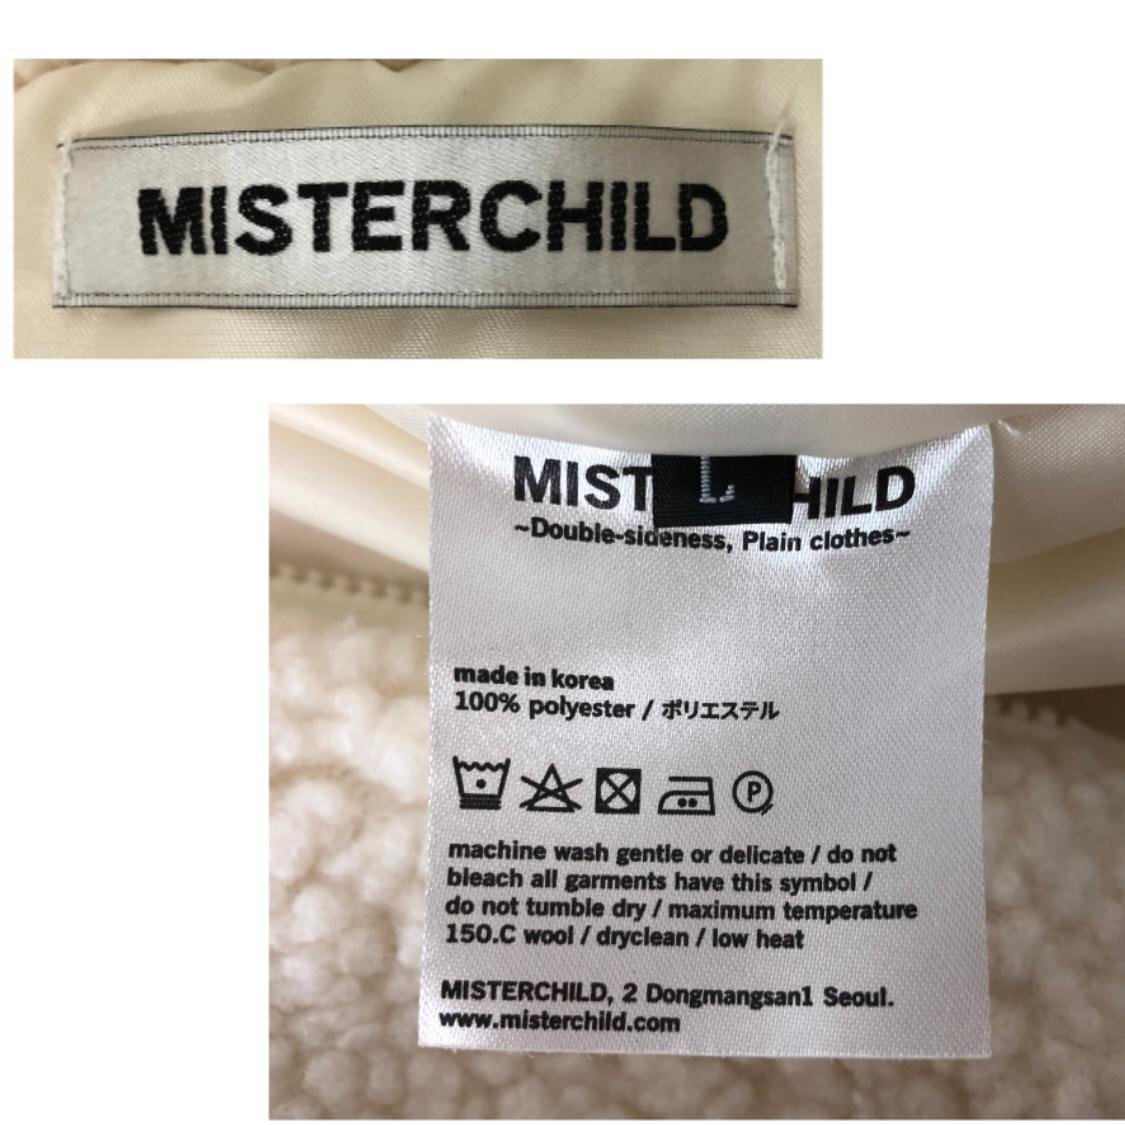 MISTERCHILD
L
MIST HILD
~Double-sideness, Plain clothes~
made in korea
100% polyester / ポリエステル
P
machine wash gentle or delicate / do not
bleach all garments have this symbol /
do not tumble dry / maximum temperature
150.C wool / dryclean / low heat
MISTERCHILD, 2 Dongmangsan1 Seoul.
www.misterchild.com